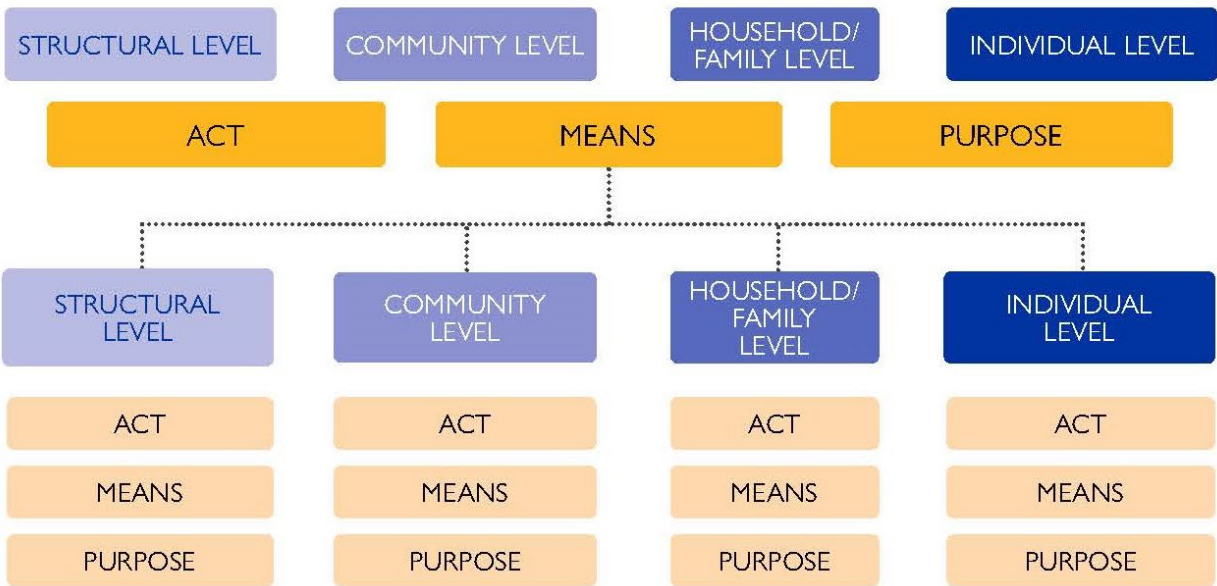 STRUCTURAL LEVEL
COMMUNITY LEVEL
HOUSEHOLD/
FAMILY LEVEL
INDIVIDUAL LEVEL
ACT
MEANS
PURPOSE
STRUCTURAL
LEVEL
COMMUNITY
LEVEL
HOUSEHOLD/
FAMILY
LEVEL
INDIVIDUAL
LEVEL
ACT
ACT
ACT
ACT
MEANS
MEANS
MEANS
MEANS
PURPOSE
PURPOSE
PURPOSE
PURPOSE